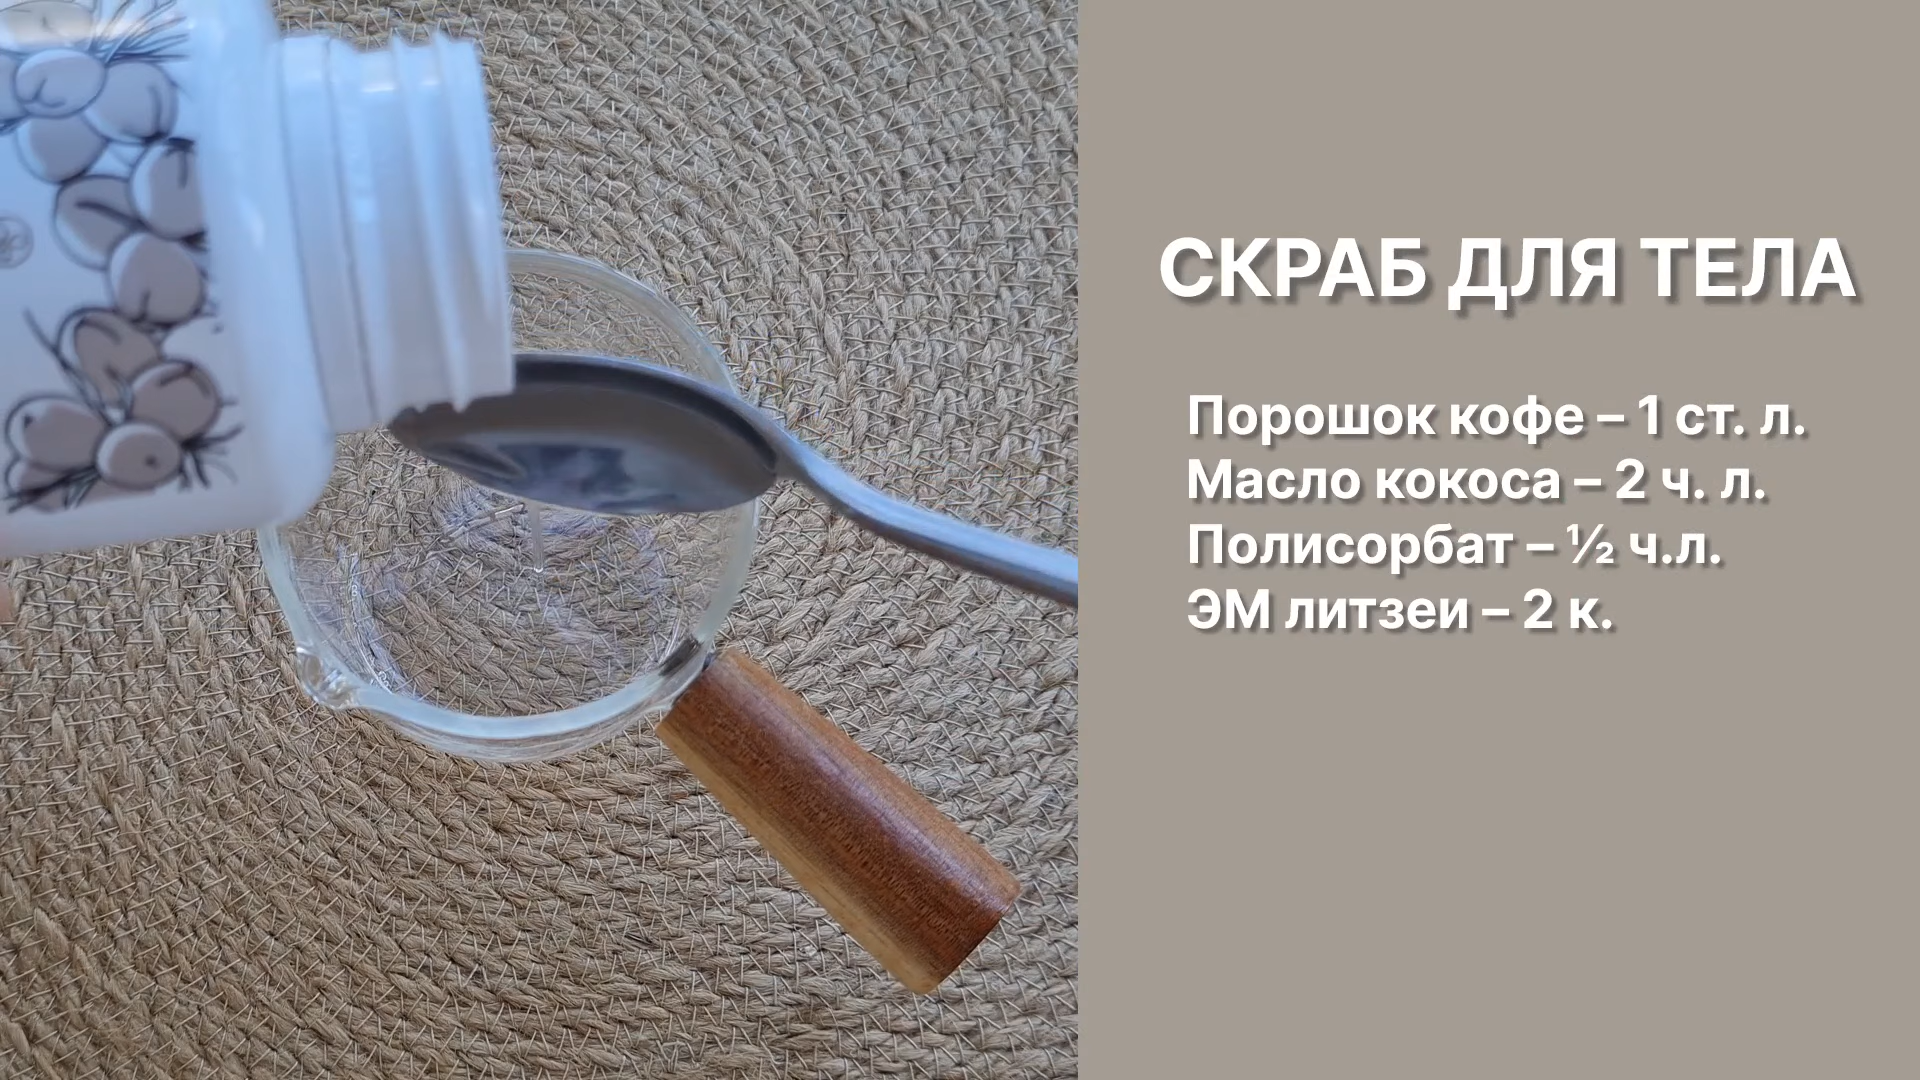 СКРАБ ДЛЯ ТЕЛА
Порошок кофе – 1 ст. л.
Масло кокоса – 2 ч. л.
Полисорбат – ½ ч.л.
ЭМ литзеи – 2 к.